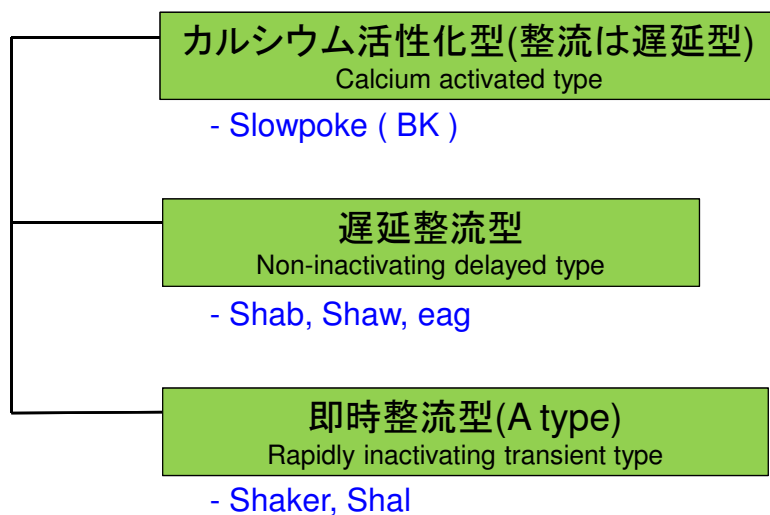 カルシウム活性化型(整流は遅延型)
Calcium activated type
- Slowpoke ( BK )
遅延整流型
Non-inactivating delayed type
- Shab, Shaw, eag
即時整流型(A type)
Rapidly inactivating transient type
- Shaker, Shal